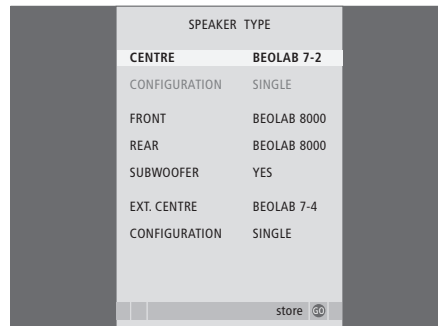 SPEAKER TYPE
CENTRE BEOLAB 7-2
CONFIGURATION SINGLE
FRONT BEOLAB 8000
REAR BEOLAB 8000
SUBWOOFER YES
EXT. CENTRE BEOLAB 7-4
CONFIGURATION SINGLE
store GO